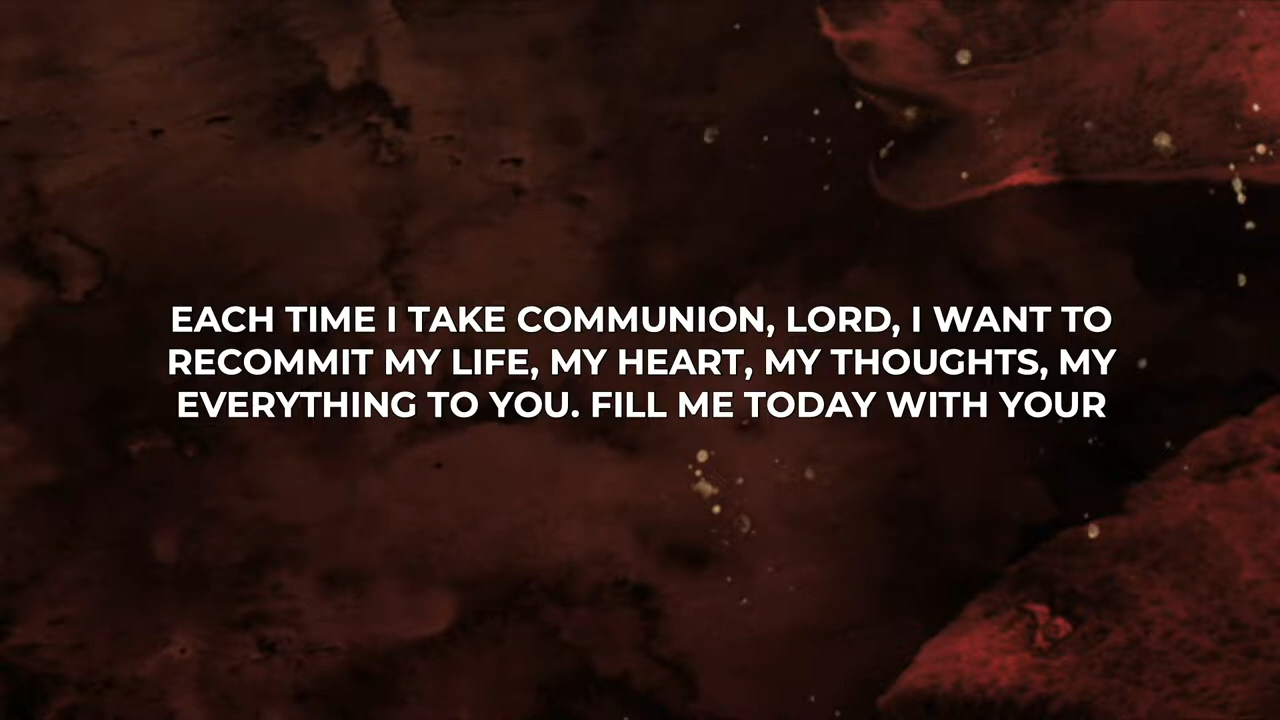 EACH TIME I TAKE COMMUNION, LORD, I WANT TO
RECOMMIT MY LIFE, MY HEART, MY THOUGHTS, MY
EVERYTHING TO YOU. FILL ME TODAY WITH YOUR